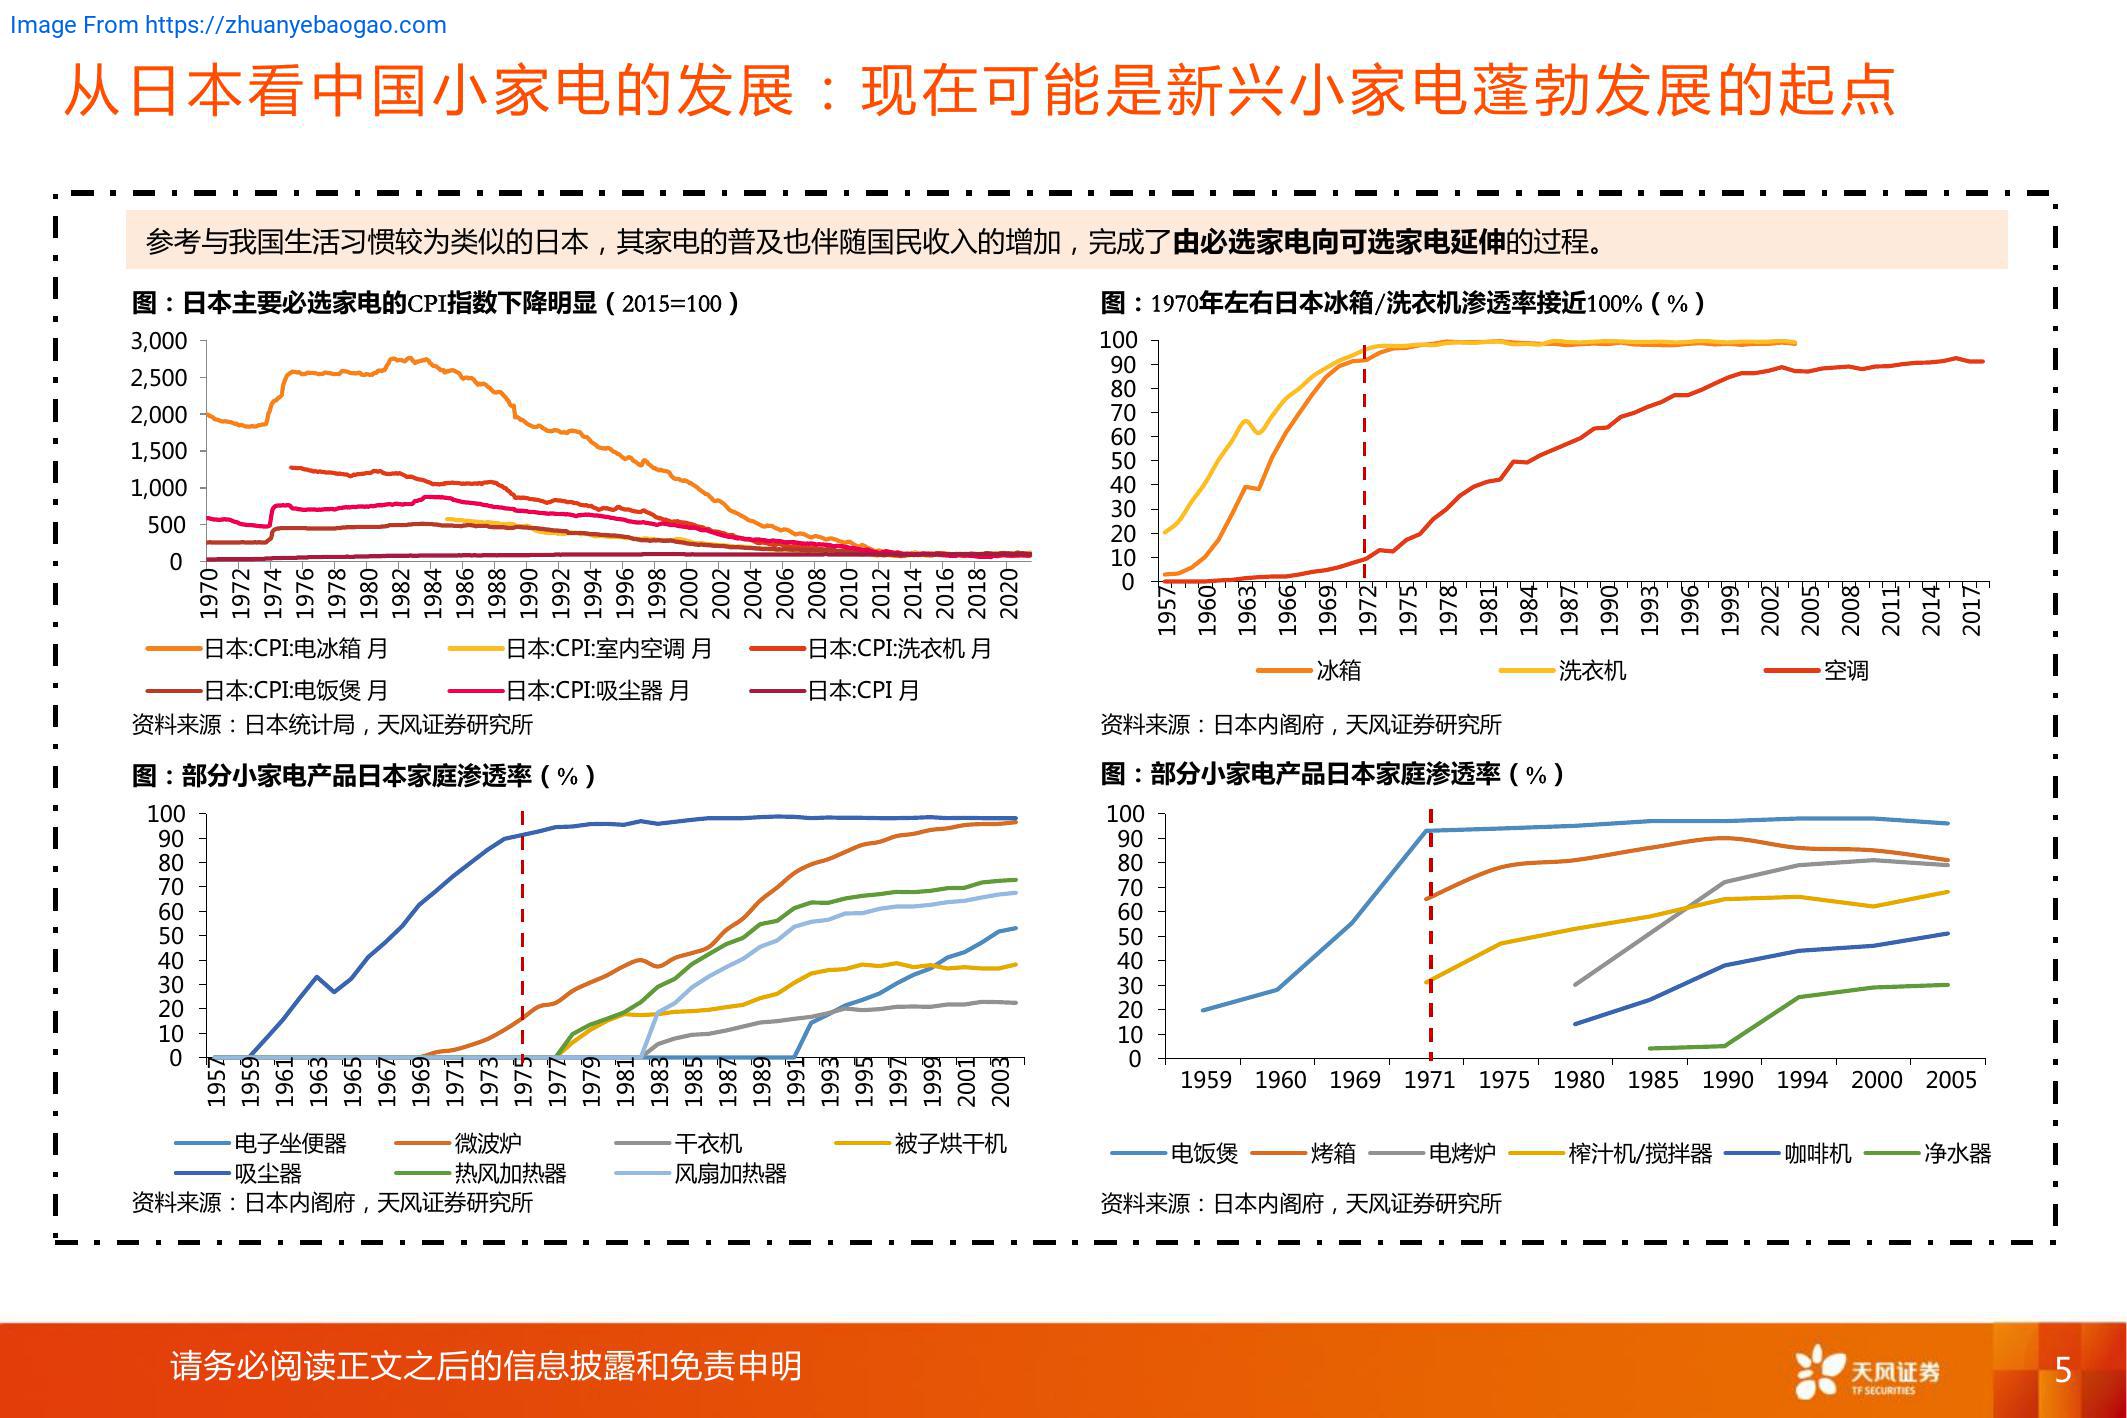 Image From https://zhuanyebaogao.com
从日本看中国小家电的发展：现在可能是新兴小家电蓬勃发展的起点
参考与我国生活习惯较为类似的日本，其家电的普及也伴随国民收入的增加，完成了由必选家电向可选家电延伸的过程。
图：日本主要必选家电的CPI指数下降明显（2015=100）
3,000
2,500
2,000
1,500
1,000
500
0
1970 1972 1974 1976 1978 1980 1982 1984 1986 1988 1990 1992 1994 1996 1998 2000 2002 2004 2006 2008 2010 2012 2014 2016 2018 2020
日本:CPI:电冰箱 月 日本:CPI:室内空调 月 日本:CPI:洗衣机 月
日本:CPI:电饭煲 月 日本:CPI:吸尘器 月 日本:CPI 月
资料来源：日本统计局，天风证券研究所
图：1970年左右日本冰箱/洗衣机渗透率接近100%（%）
100
90
80
70
60
50
40
30
20
10
0
1957 1960 1963 1966 1969 1972 1975 1978 1981 1984 1987 1990 1993 1996 1999 2002 2005 2008 2011 2014 2017
冰箱 洗衣机 空调
资料来源：日本内阁府，天风证券研究所
图：部分小家电产品日本家庭渗透率（%）
100
90
80
70
60
50
40
30
20
10
0
1957 1959 1961 1963 1965 1967 1969 1971 1973 1975 1977 1979 1981 1983 1985 1987 1989 1991 1993 1995 1997 1999 2001 2003
电子坐便器 微波炉 干衣机 被子烘干机
吸尘器 热风加热器 风扇加热器
资料来源：日本内阁府，天风证券研究所
图：部分小家电产品日本家庭渗透率（%）
100
90
80
70
60
50
40
30
20
10
0
1959 1960 1969 1971 1975 1980 1985 1990 1994 2000 2005
电饭煲 烤箱 电烤炉 榨汁机/搅拌器 咖啡机 净水器
资料来源：日本内阁府，天风证券研究所
请务必阅读正文之后的信息披露和免责申明
天风证券
TF SECURITIES
5